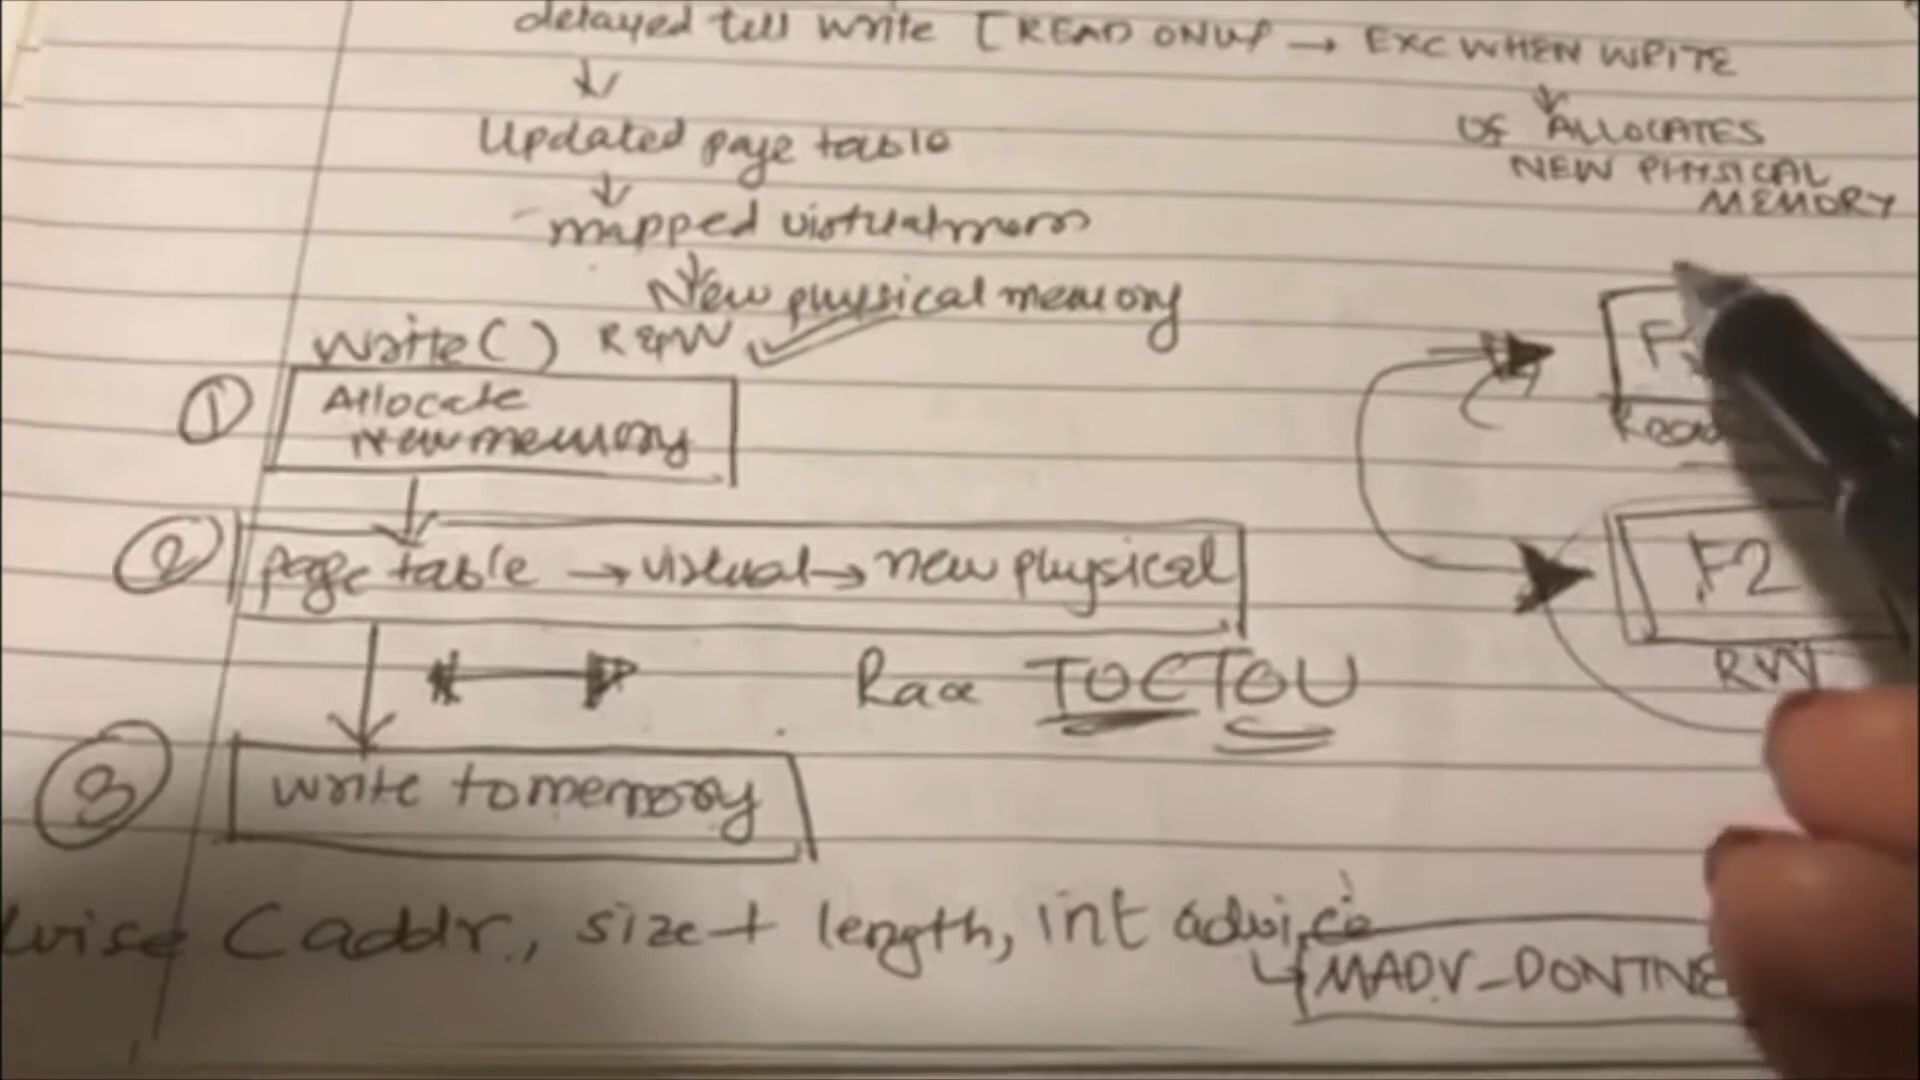 delayed till write [READ ONLY → EXC WHEN WRITE
↓
Updated page table
OS ALLOCATES
NEW PHYSICAL
MEMORY
↓
mapped virtual mem
↓
New physical memory
write() R&W
① Allocate
New memory
② page table → virtual → new physical
Race TOCTOU
③ write to memory
F2
RW
(addr, size_t length, int advice
MADV_DONTNE